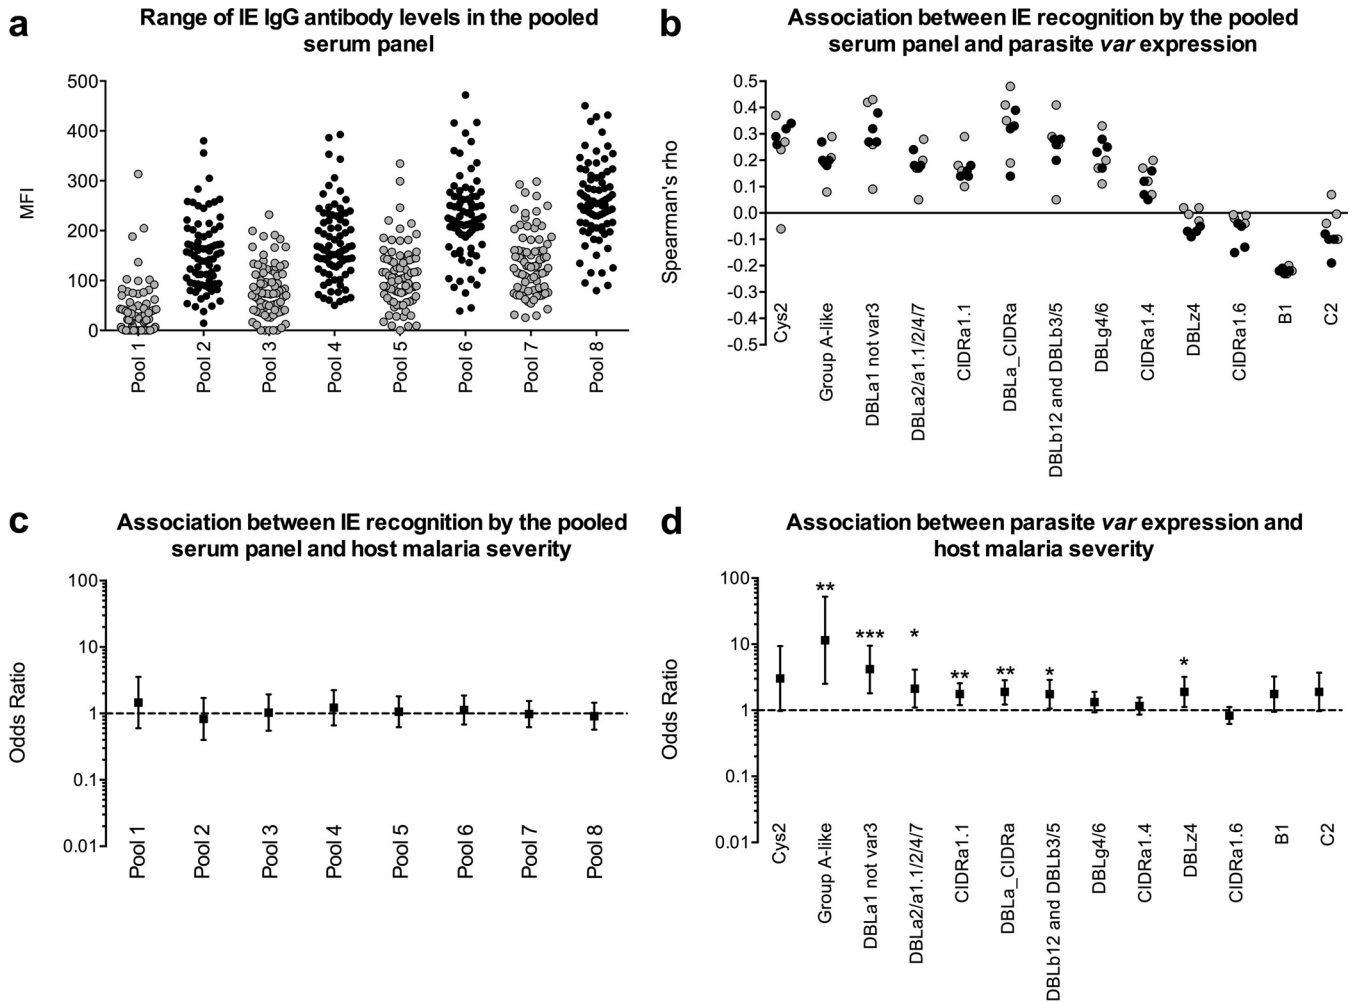 a
Range of IE IgG antibody levels in the pooled
serum panel
500
400
300
200
100
0
MFI
Pool 1
Pool 2
Pool 3
Pool 4
Pool 5
Pool 6
Pool 7
Pool 8
b
Association between IE recognition by the pooled
serum panel and parasite var expression
0.5
0.4
0.3
0.2
0.1
0.0
-0.1
-0.2
-0.3
-0.4
-0.5
Spearman's rho
Cys2
Group A-like
DBLa1 not var3
DBLa2/a1.1/2/4/7
CIDRa1.1
DBLa_CIDRa
DBLb12 and DBLb3/5
DBLg4/6
CIDRa1.4
DBLz4
CIDRa1.6
B1
C2
c
Association between IE recognition by the pooled
serum panel and host malaria severity
100
10
1
0.1
0.01
Odds Ratio
Pool 1
Pool 2
Pool 3
Pool 4
Pool 5
Pool 6
Pool 7
Pool 8
d
Association between parasite var expression and
host malaria severity
100
10
1
0.1
0.01
Odds Ratio
**
***
*
**
**
*
*
Cys2
Group A-like
DBLa1 not var3
DBLa2/a1.1/2/4/7
CIDRa1.1
DBLa_CIDRa
DBLb12 and DBLb3/5
DBLg4/6
CIDRa1.4
DBLz4
CIDRa1.6
B1
C2